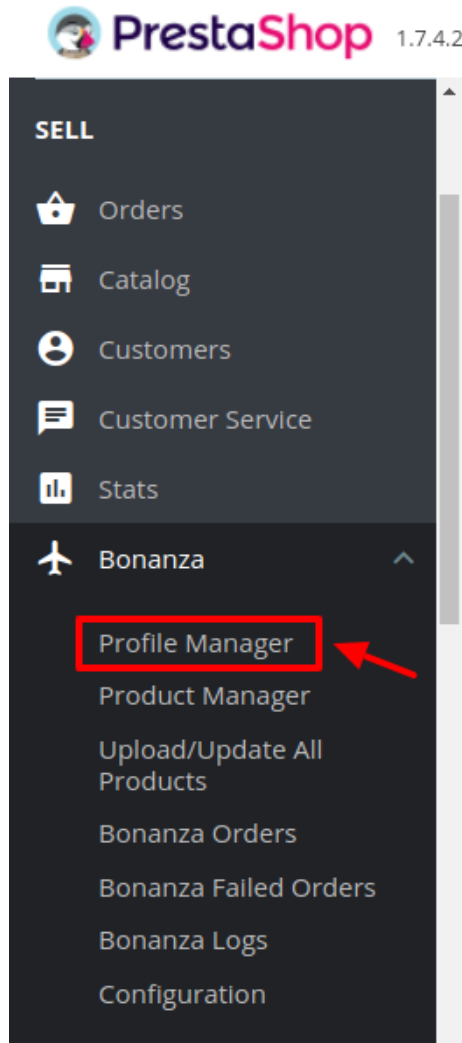 PrestaShop 1.7.4.2
SELL
Orders
Catalog
Customers
Customer Service
Stats
Bonanza
Profile Manager
Product Manager
Upload/Update All
Products
Bonanza Orders
Bonanza Failed Orders
Bonanza Logs
Configuration